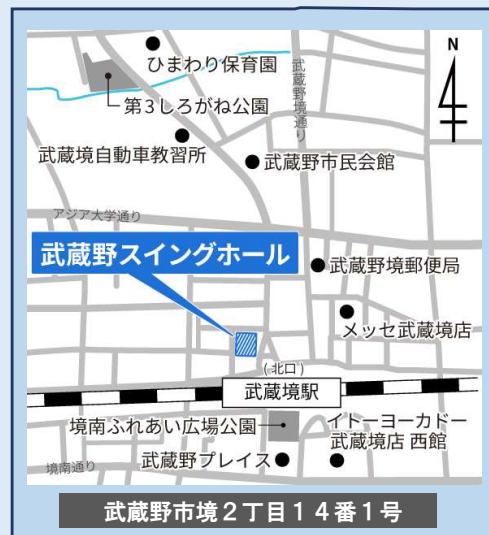 N
ひまわり保育園
第3しろがね公園
武蔵野境通り
武蔵境自動車教習所
武蔵野市民会館
アジア大学通り
武蔵野スイングホール
武蔵野境郵便局
メッセ武蔵境店
(北口)
武蔵境駅
境南ふれあい広場公園
イトーヨーカドー
武蔵境店 西館
境南通り
武蔵野プレイス
武蔵野市境2丁目14番1号